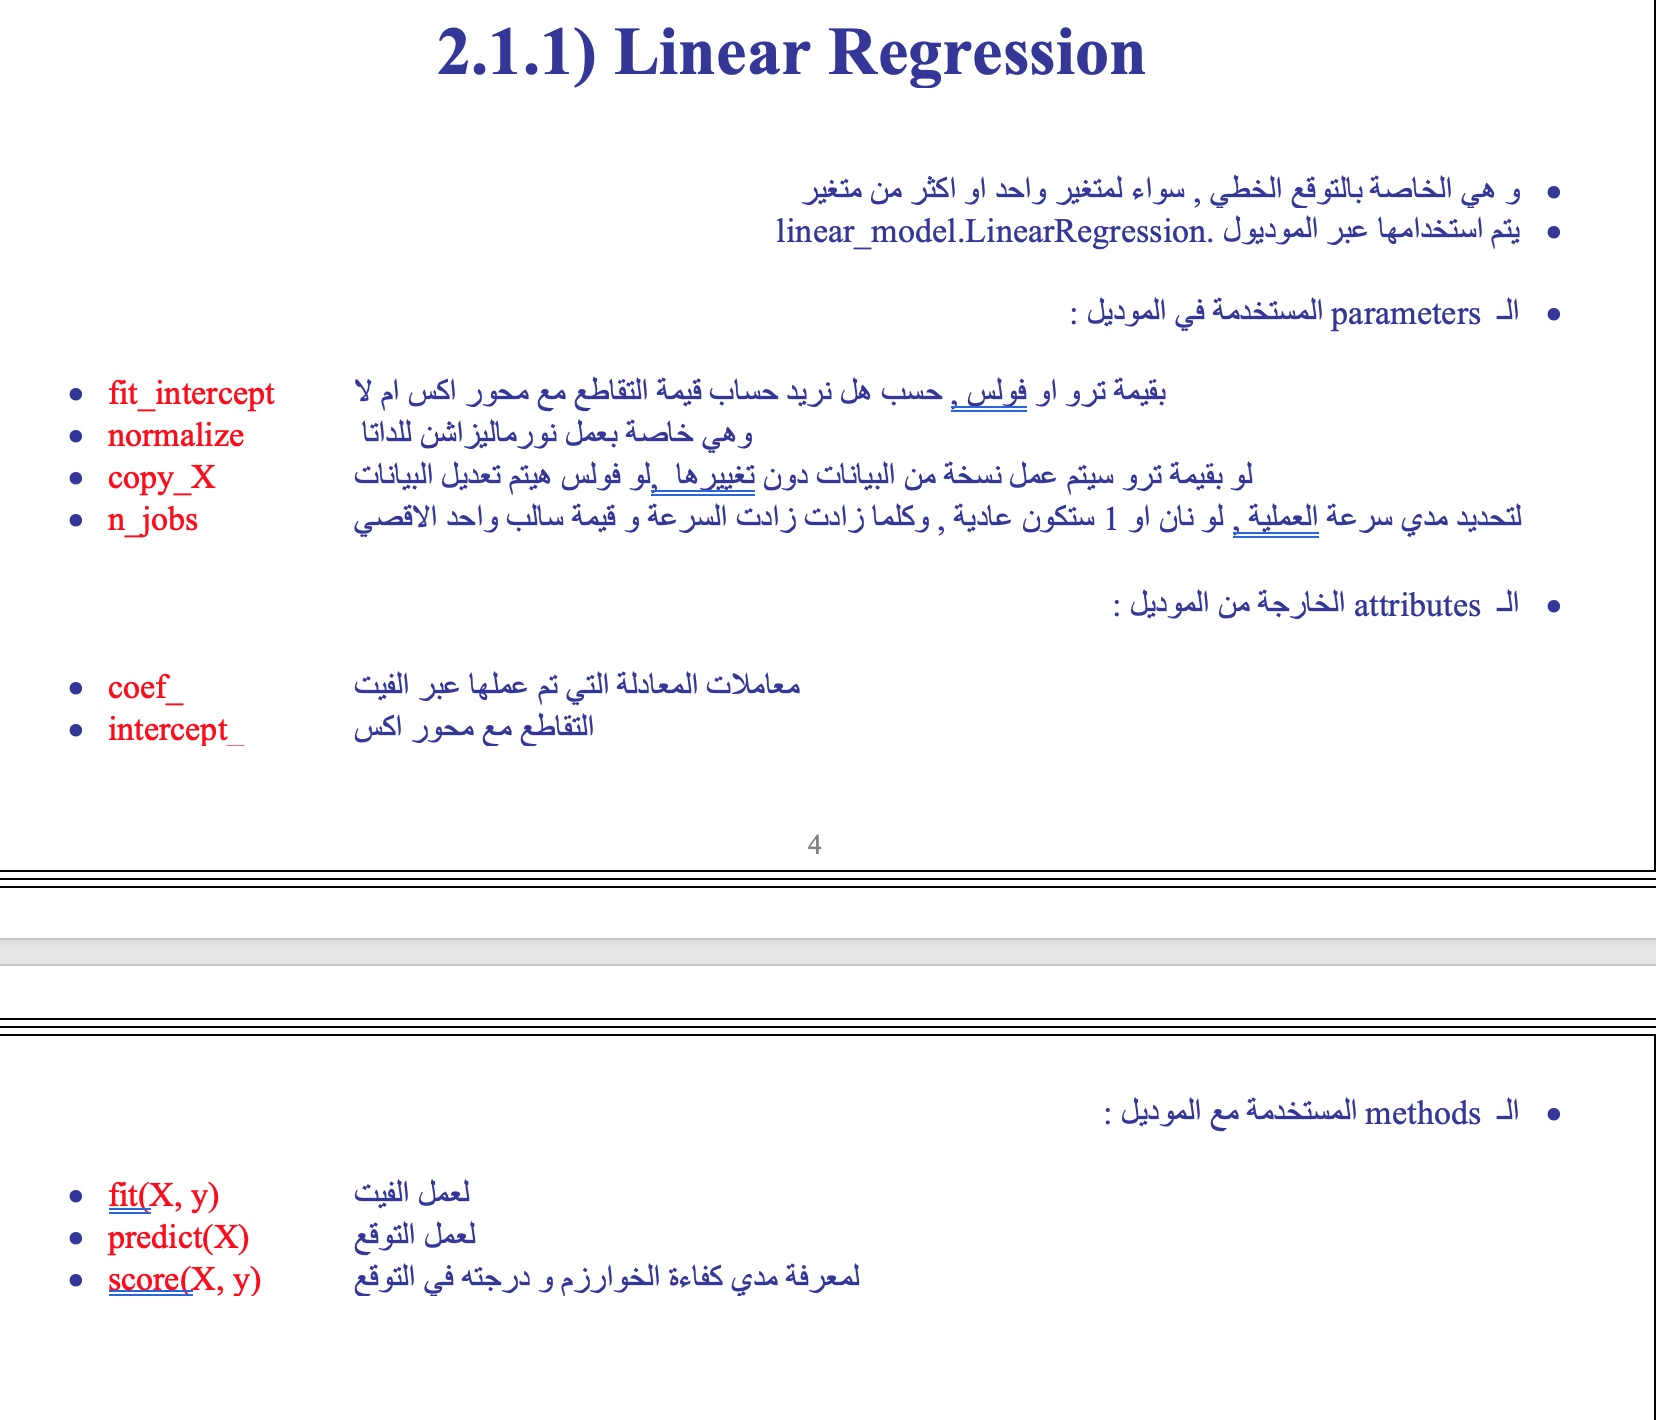 2.1.1) Linear Regression
و هي الخاصة بالتوقع الخطي , سواء لمتغير واحد او اكثر من متغير
يتم استخدامها عبر الموديول .linear_model.LinearRegression
الـ parameters المستخدمة في الموديل :
fit_intercept بقيمة ترو او فولس , حسب هل نريد حساب قيمة التقاطع مع محور اكس ام لا
normalize وهي خاصة بعمل نورماليزاشن للداتا
copy_X لو بقيمة ترو سيتم عمل نسخة من البيانات دون تغييرها ,لو فولس هيتم تعديل البيانات
n_jobs لتحديد مدي سرعة العملية , لو نان او 1 ستكون عادية , وكلما زادت زادت السرعة و قيمة سالب واحد الاقصي
الـ attributes الخارجة من الموديل :
coef_ معاملات المعادلة التي تم عملها عبر الفيت
intercept_ التقاطع مع محور اكس
4
الـ methods المستخدمة مع الموديل :
fit(X, y) لعمل الفيت
predict(X) لعمل التوقع
score(X, y) لمعرفة مدي كفاءة الخوارزم و درجته في التوقع